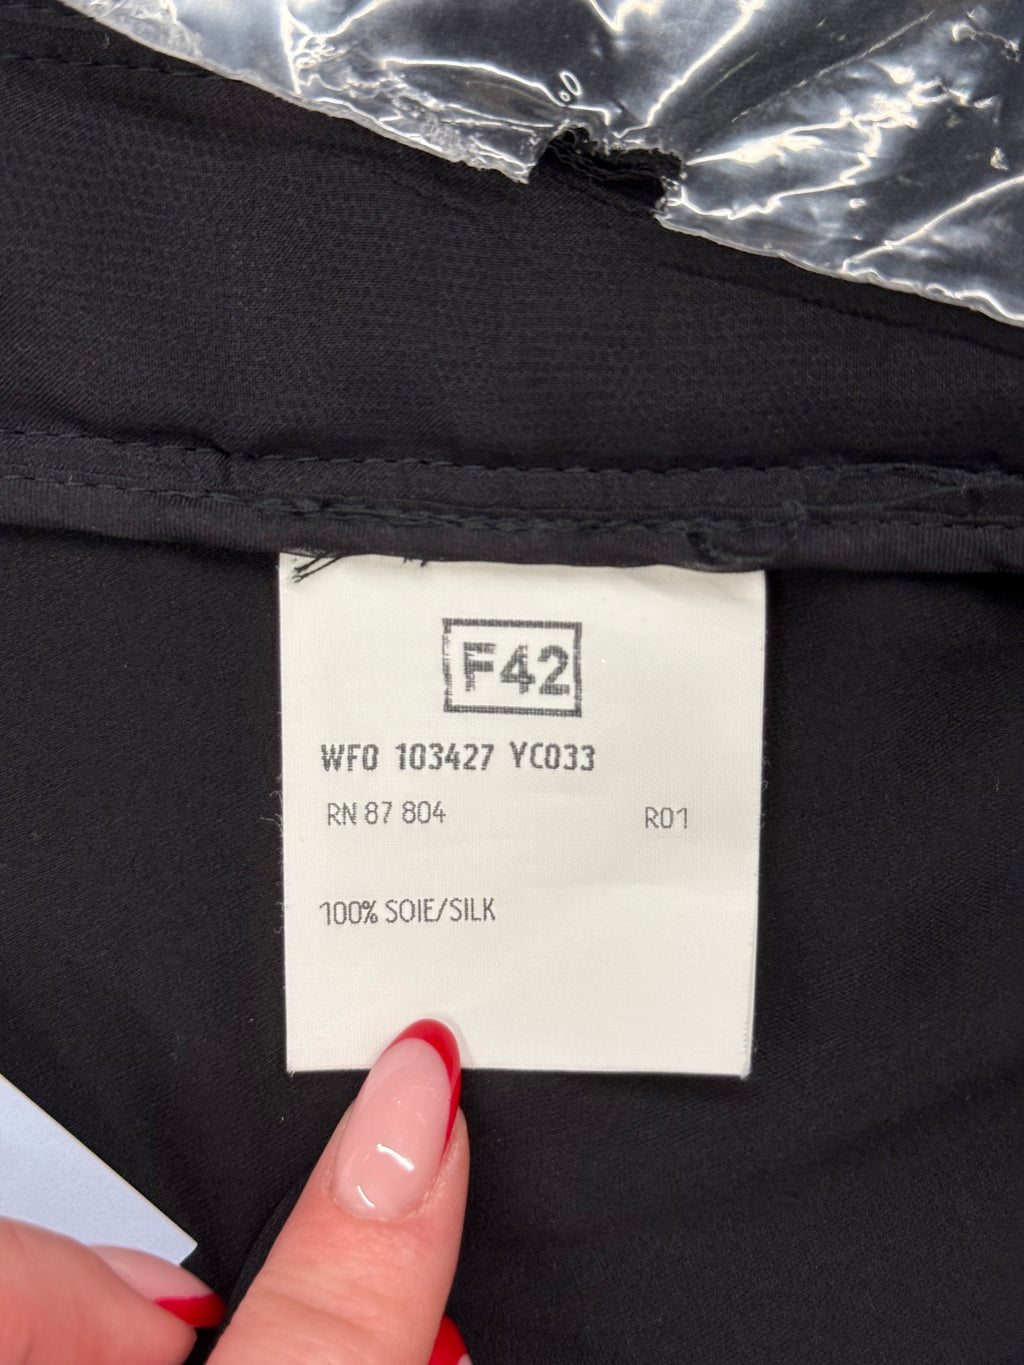 F42
WFO 103427 YC033
RN 87 804
R01
100% SOIE/SILK